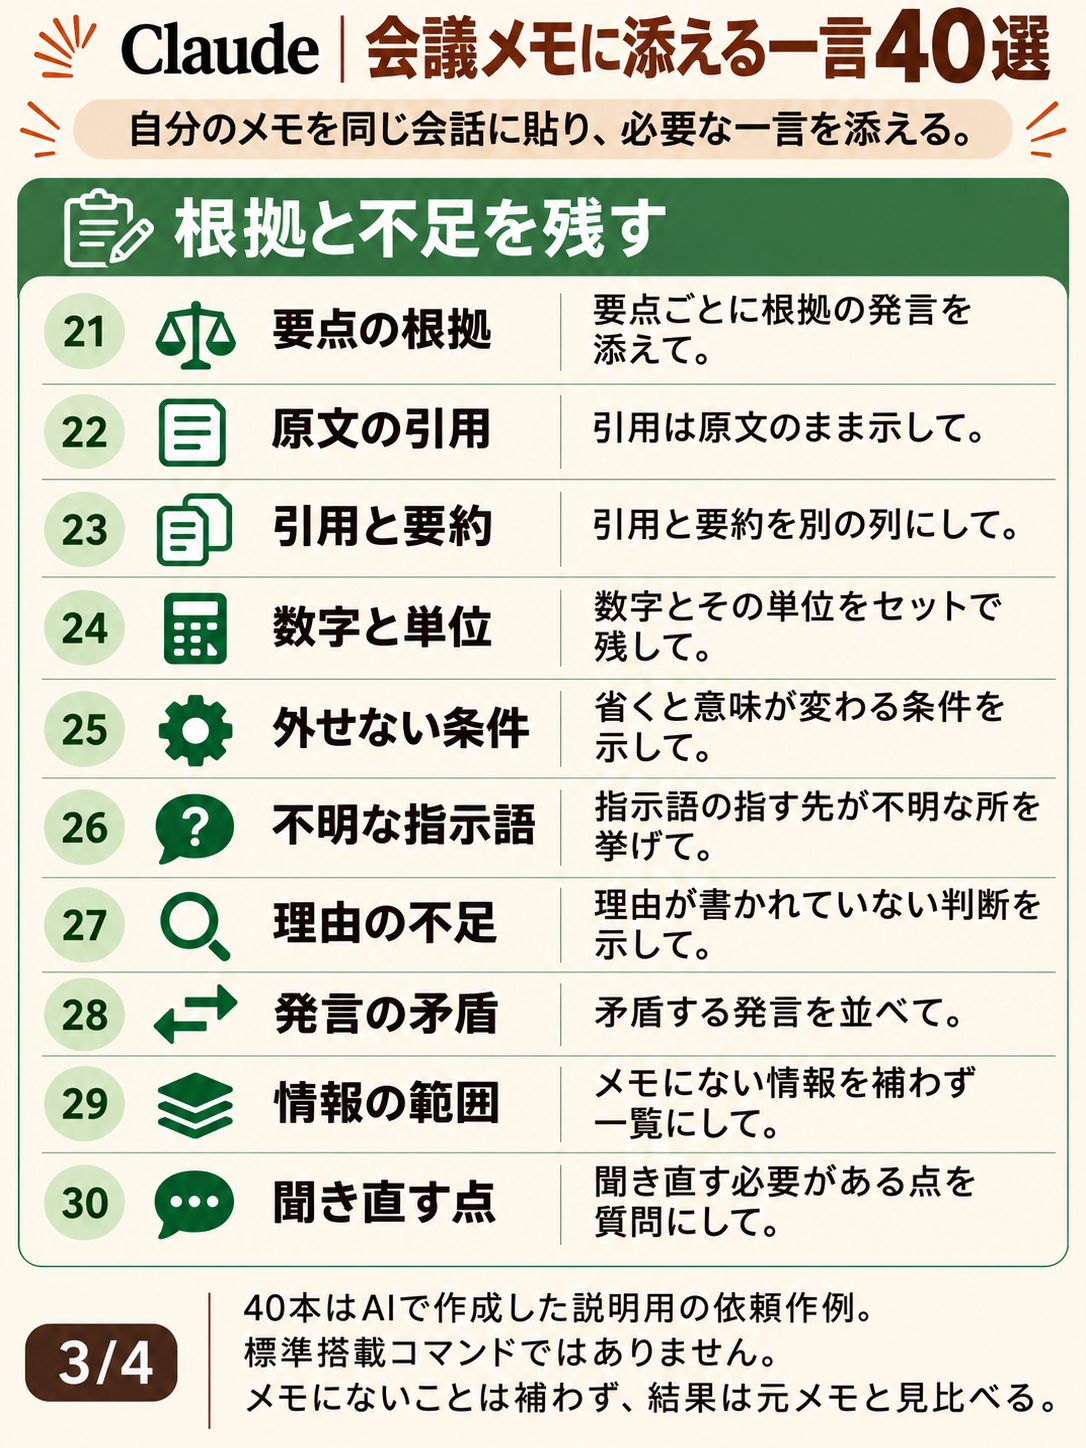 Claude | 会議メモに添える一言40選
自分のメモを同じ会話に貼り、必要な一言を添える。
根拠と不足を残す
21 要点の根拠 要点ごとに根拠の発言を
添えて。
22 原文の引用 引用は原文のまま示して。
23 引用と要約 引用と要約を別の列にして。
24 数字と単位 数字とその単位をセットで
残して。
25 外せない条件 省くと意味が変わる条件を
示して。
26 不明な指示語 指示語の指す先が不明な所を
挙げて。
27 理由の不足 理由が書かれていない判断を
示して。
28 発言の矛盾 矛盾する発言を並べて。
29 情報の範囲 メモにない情報を補わず
一覧にして。
30 聞き直す点 聞き直す必要がある点を
質問にして。
3/4
40本はAIで作成した説明用の依頼作例。
標準搭載コマンドではありません。
メモにないことは補わず、結果は元メモと見比べる。